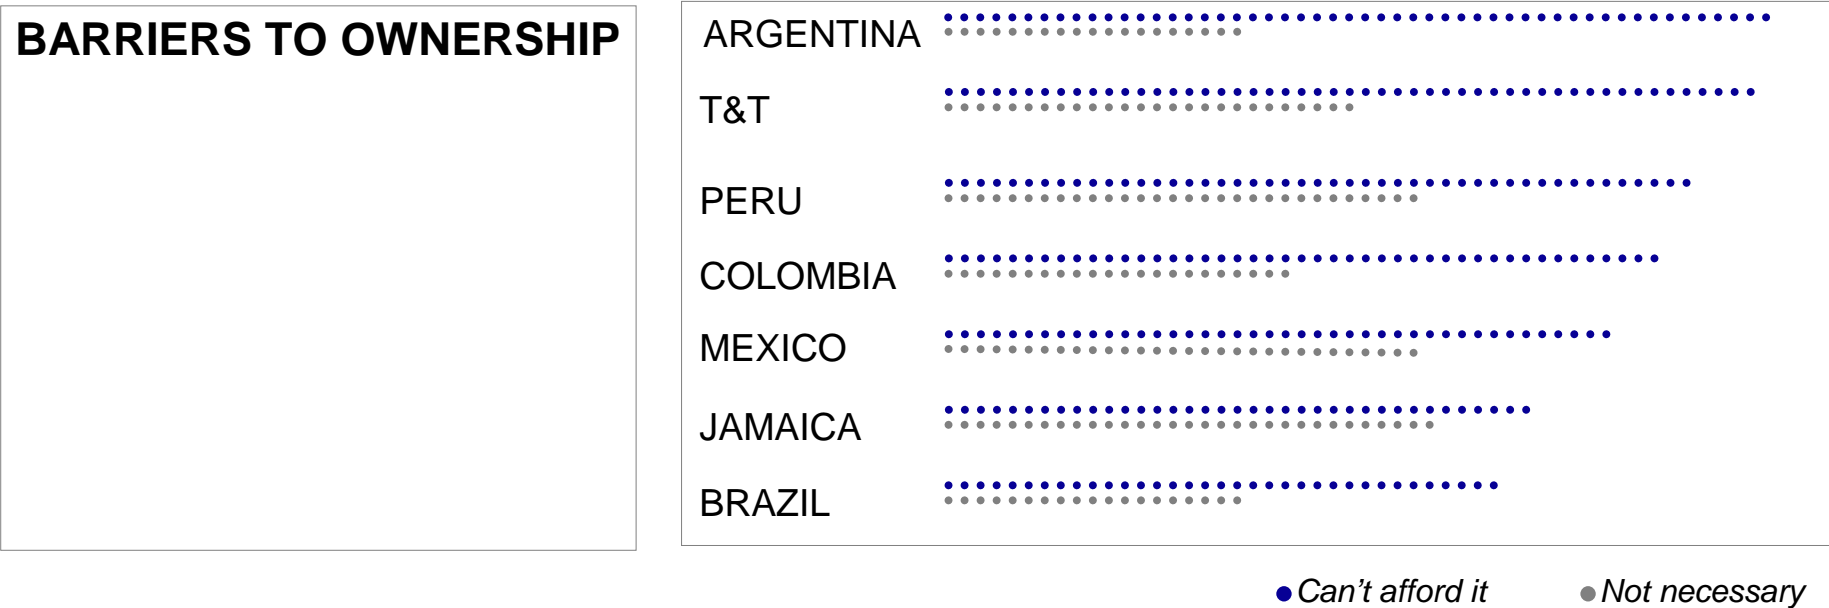 BARRIERS TO OWNERSHIP
ARGENTINA
T&T
PERU
COLOMBIA
MEXICO
JAMAICA
BRAZIL
Can’t afford it
Not necessary